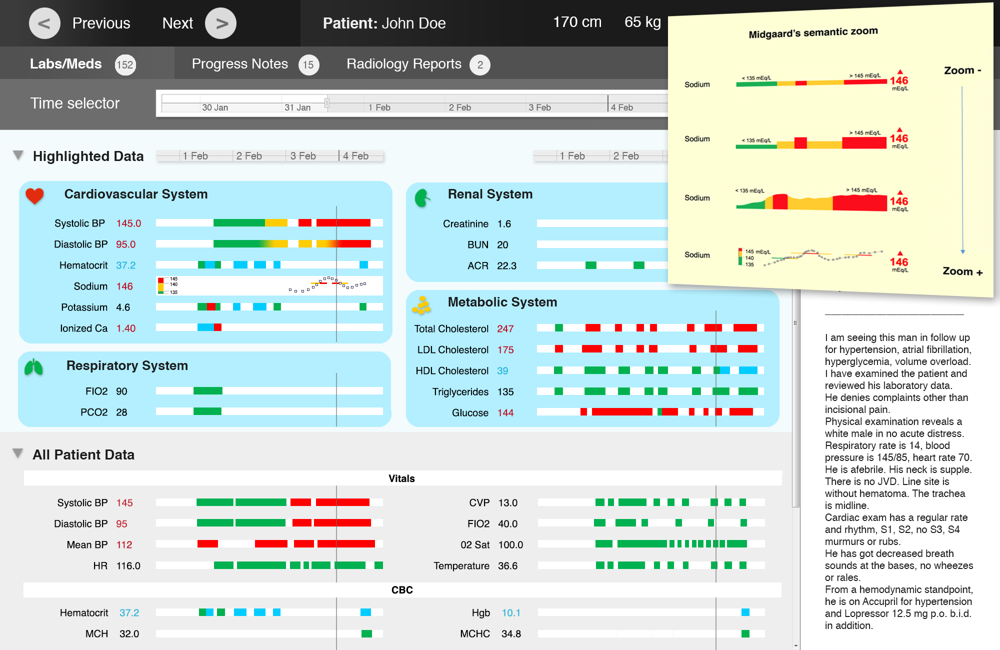 < Previous
Next >
Patient: John Doe
170 cm
65 kg
Labs/Meds 152
Progress Notes 15
Radiology Reports 2
Time selector
30 Jan
31 Jan
1 Feb
2 Feb
3 Feb
4 Feb
Midgaard's semantic zoom
Zoom -
Sodium
< 135 mEq/L
> 145 mEq/L
146
mEq/L
Sodium
< 135 mEq/L
> 145 mEq/L
146
mEq/L
Sodium
< 135 mEq/L
> 145 mEq/L
146
mEq/L
Sodium
145 mEq/L
140
135
146
mEq/L
Zoom +
Highlighted Data
1 Feb
2 Feb
3 Feb
4 Feb
1 Feb
2 Feb
Cardiovascular System
Systolic BP 145.0
Diastolic BP 95.0
Hematocrit 37.2
Sodium 146
145
140
135
Potassium 4.6
Ionized Ca 1.40
Respiratory System
FIO2 90
PCO2 28
Renal System
Creatinine 1.6
BUN 20
ACR 22.3
Metabolic System
Total Cholesterol 247
LDL Cholesterol 175
HDL Cholesterol 39
Triglycerides 135
Glucose 144
All Patient Data
Vitals
Systolic BP 145
Diastolic BP 95
Mean BP 112
HR 116.0
CVP 13.0
FIO2 40.0
02 Sat 100.0
Temperature 36.6
CBC
Hematocrit 37.2
MCH 32.0
Hgb 10.1
MCHC 34.8
I am seeing this man in follow up
for hypertension, atrial fibrillation,
hyperglycemia, volume overload.
I have examined the patient and
reviewed his laboratory data.
He denies complaints other than
incisional pain.
Physical examination reveals a
white male in no acute distress.
Respiratory rate is 14, blood
pressure is 145/85, heart rate 70.
He is afebrile. His neck is supple.
There is no JVD. Line site is
without hematoma. The trachea
is midline.
Cardiac exam has a regular rate
and rhythm, S1, S2, no S3, S4
murmurs or rubs.
He has got decreased breath
sounds at the bases, no wheezes
or rales.
From a hemodynamic standpoint,
he is on Accupril for hypertension
and Lopressor 12.5 mg p.o. b.i.d.
in addition.